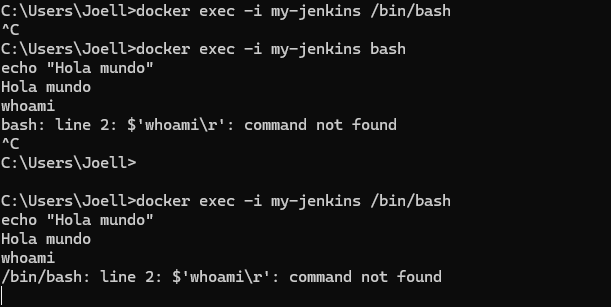 C:\Users\Joell>docker exec -i my-jenkins /bin/bash
^C
C:\Users\Joell>docker exec -i my-jenkins bash
echo "Hola mundo"
Hola mundo
whoami
bash: line 2: $'whoami\r': command not found
^C
C:\Users\Joell>
C:\Users\Joell>docker exec -i my-jenkins /bin/bash
echo "Hola mundo"
Hola mundo
whoami
/bin/bash: line 2: $'whoami\r': command not found